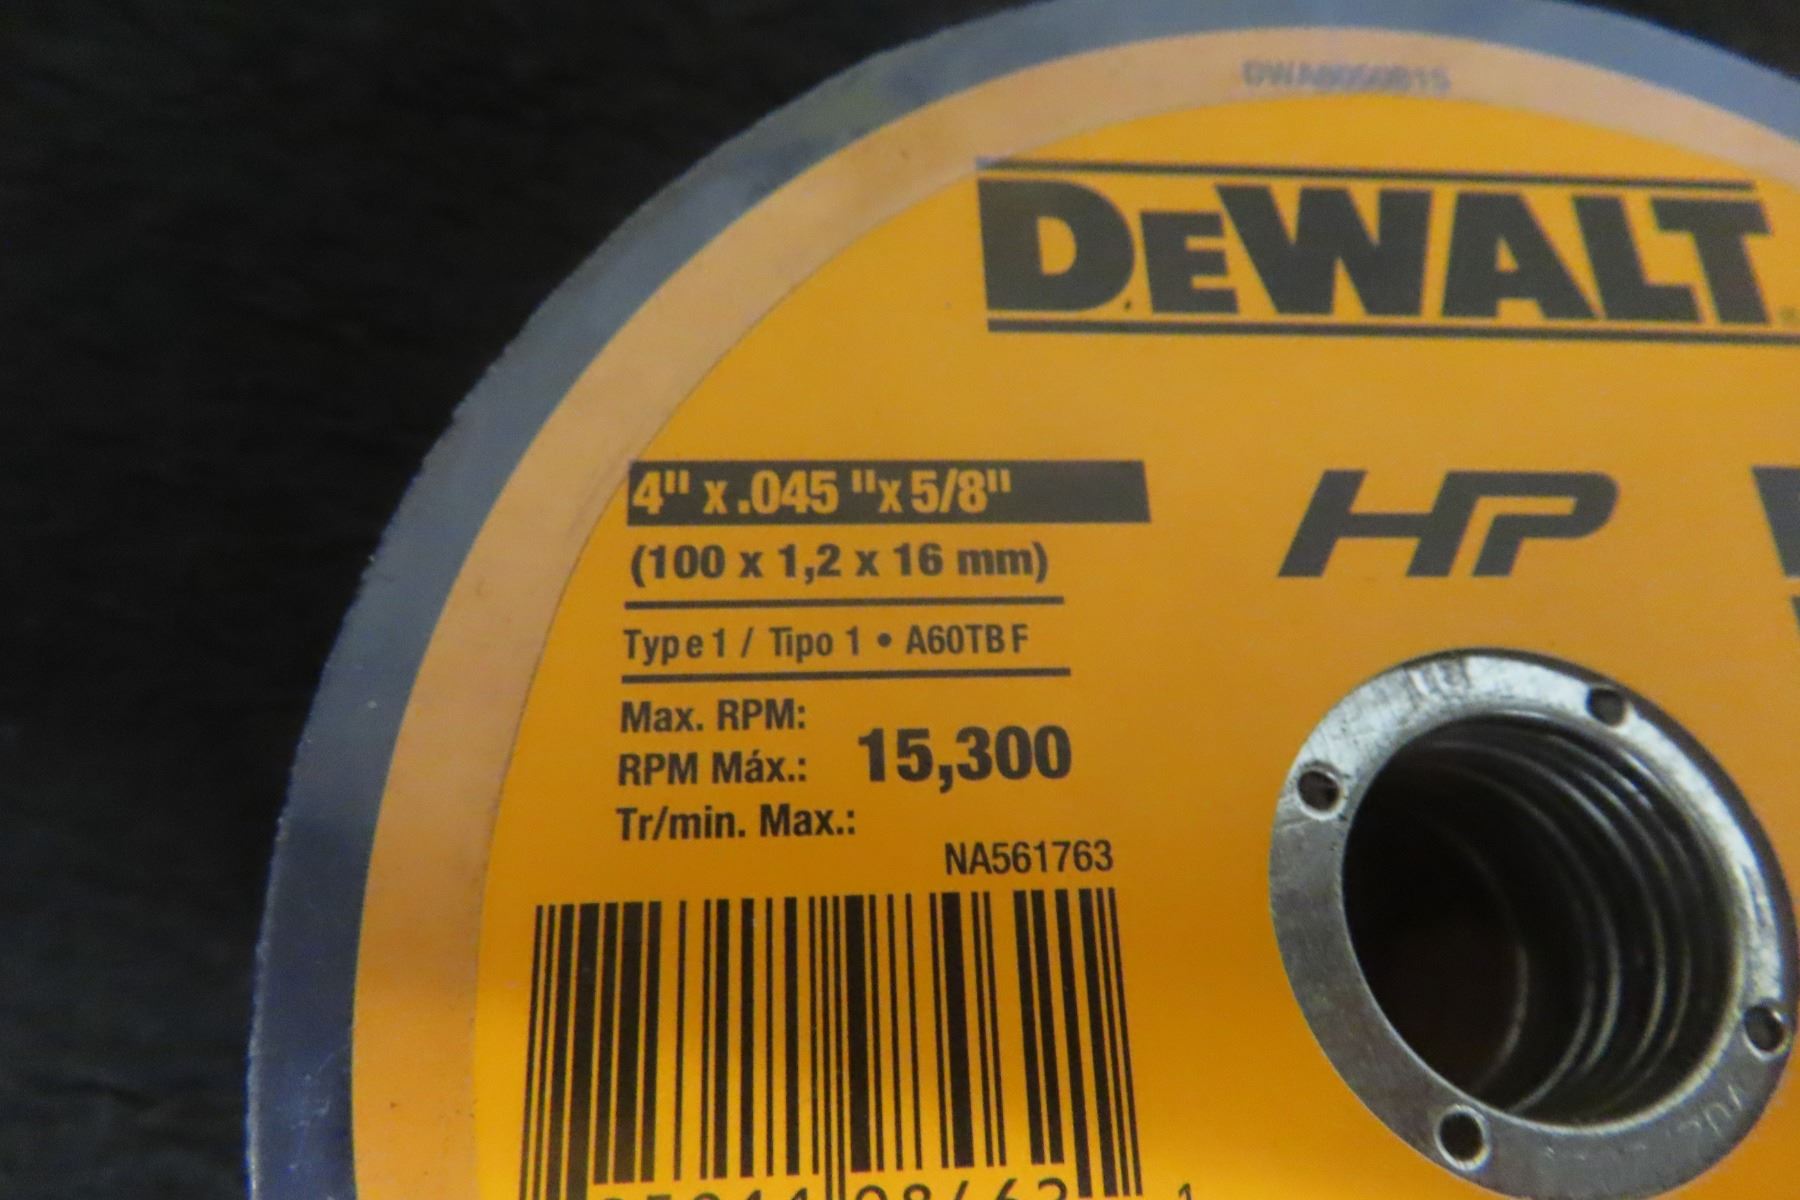 DEWALT
4" x .045 "x 5/8"
HP
(100 x 1,2 x 16 mm)
Type 1 / Tipo 1 • A60TBF
Max. RPM:
RPM Máx.: 15,300
Tr/min. Max.:
NA561763